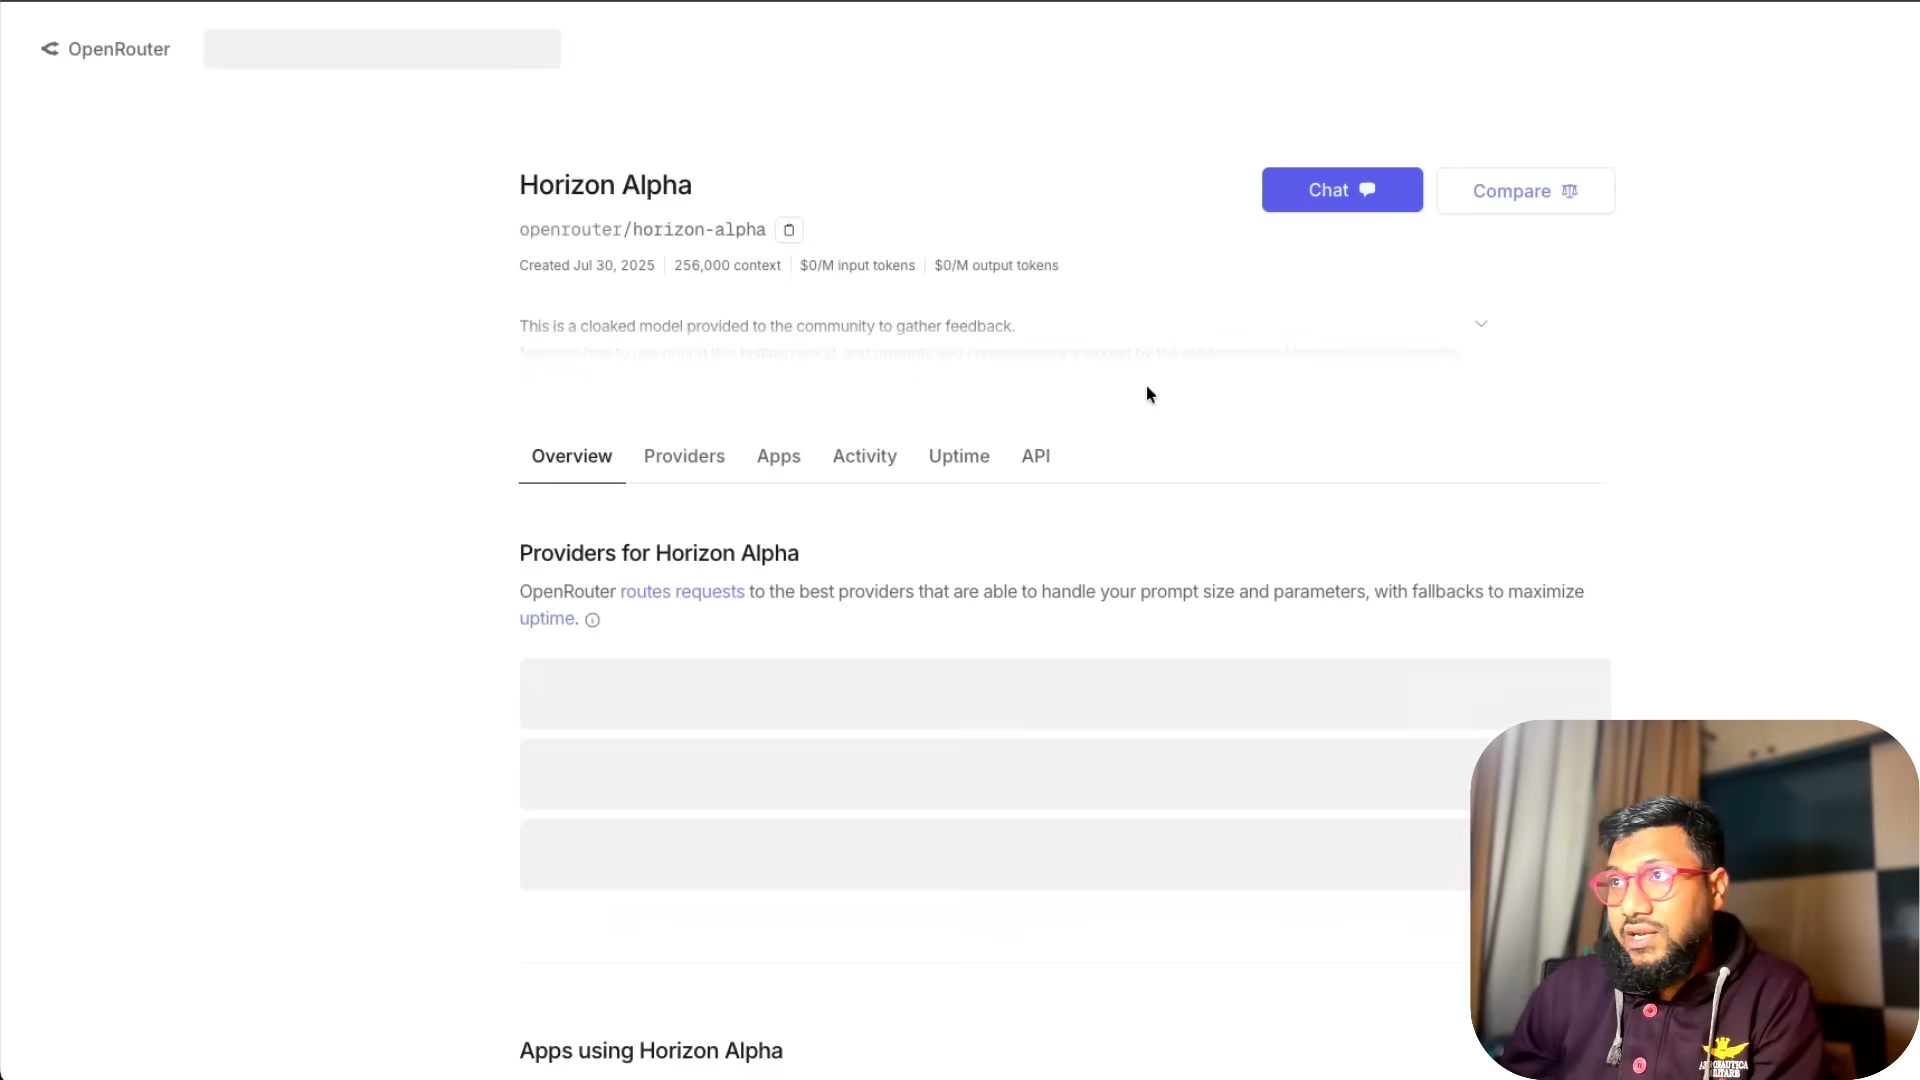 OpenRouter
Horizon Alpha
Chat
Compare
openrouter/horizon-alpha
Created Jul 30, 2025 256,000 context $0/M input tokens $0/M output tokens
This is a cloaked model provided to the community to gather feedback.
Overview Providers Apps Activity Uptime API
Providers for Horizon Alpha
OpenRouter routes requests to the best providers that are able to handle your prompt size and parameters, with fallbacks to maximize
uptime.
Apps using Horizon Alpha